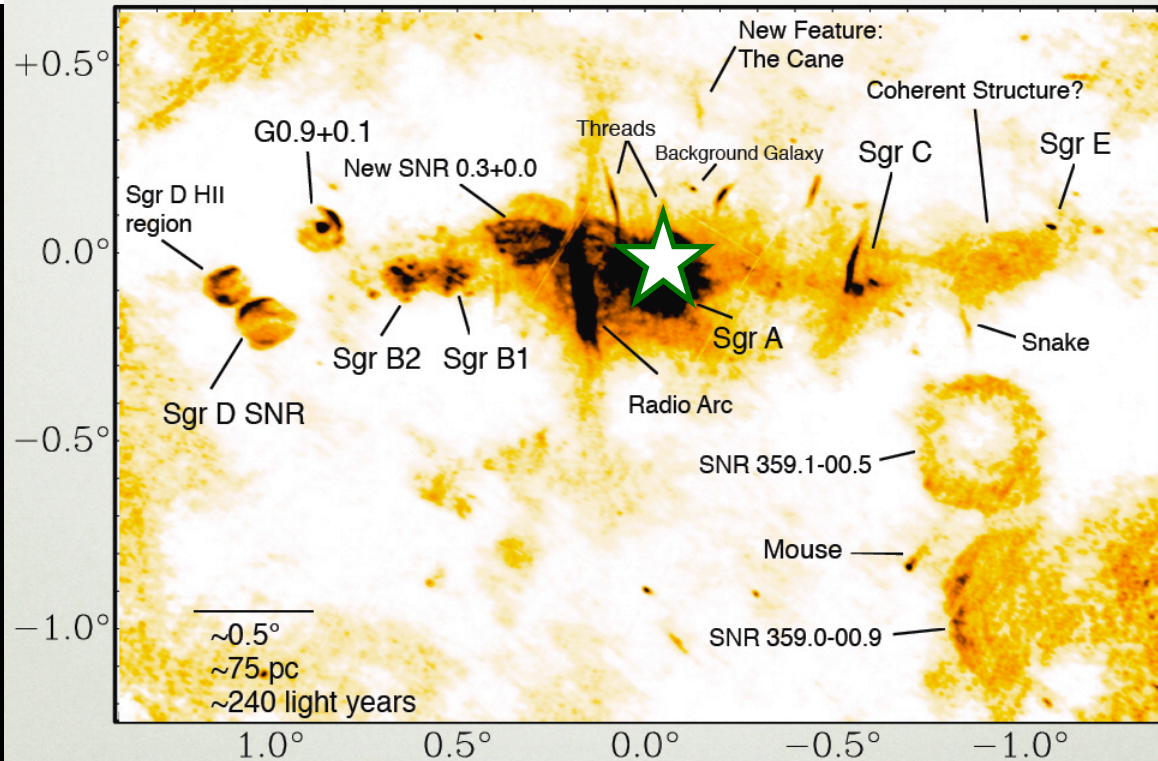 New Feature:
The Cane
+0.5°
Coherent Structure?
G0.9+0.1
Threads
Background Galaxy
Sgr C
Sgr E
New SNR 0.3+0.0
Sgr D HII
region
0.0°
Sgr A
Snake
Sgr B2
Sgr B1
Radio Arc
Sgr D SNR
−0.5°
SNR 359.1-00.5
Mouse
−1.0°
~0.5°
~75 pc
~240 light years
SNR 359.0-00.9
1.0°
0.5°
0.0°
−0.5°
−1.0°